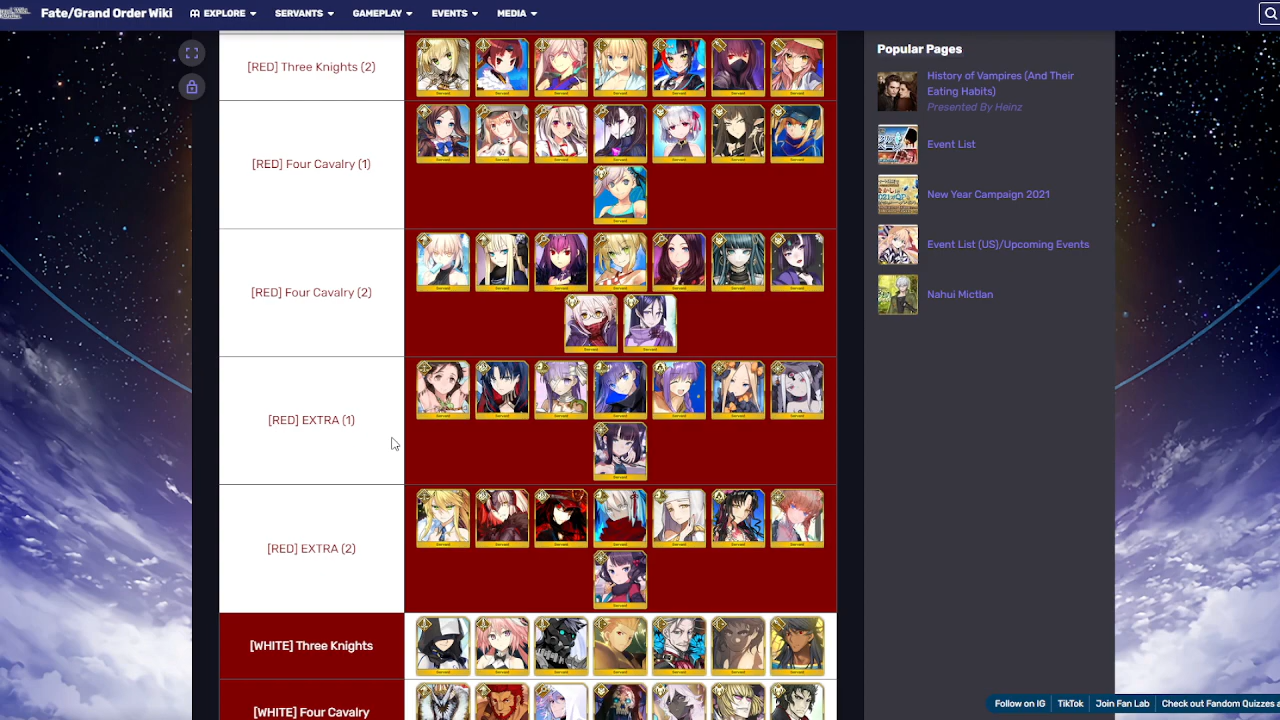 Fate/Grand Order Wiki
EXPLORE
SERVANTS
GAMEPLAY
EVENTS
MEDIA
[RED] Three Knights (2)
[RED] Four Cavalry (1)
[RED] Four Cavalry (2)
[RED] EXTRA (1)
[RED] EXTRA (2)
[WHITE] Three Knights
[WHITE] Four Cavalry
Popular Pages
History of Vampires (And Their
Eating Habits)
Presented By Heinz
Event List
New Year Campaign 2021
Event List (US)/Upcoming Events
Nahui Mictlan
Follow on IG
TikTok
Join Fan Lab
Check out Fandom Quizzes